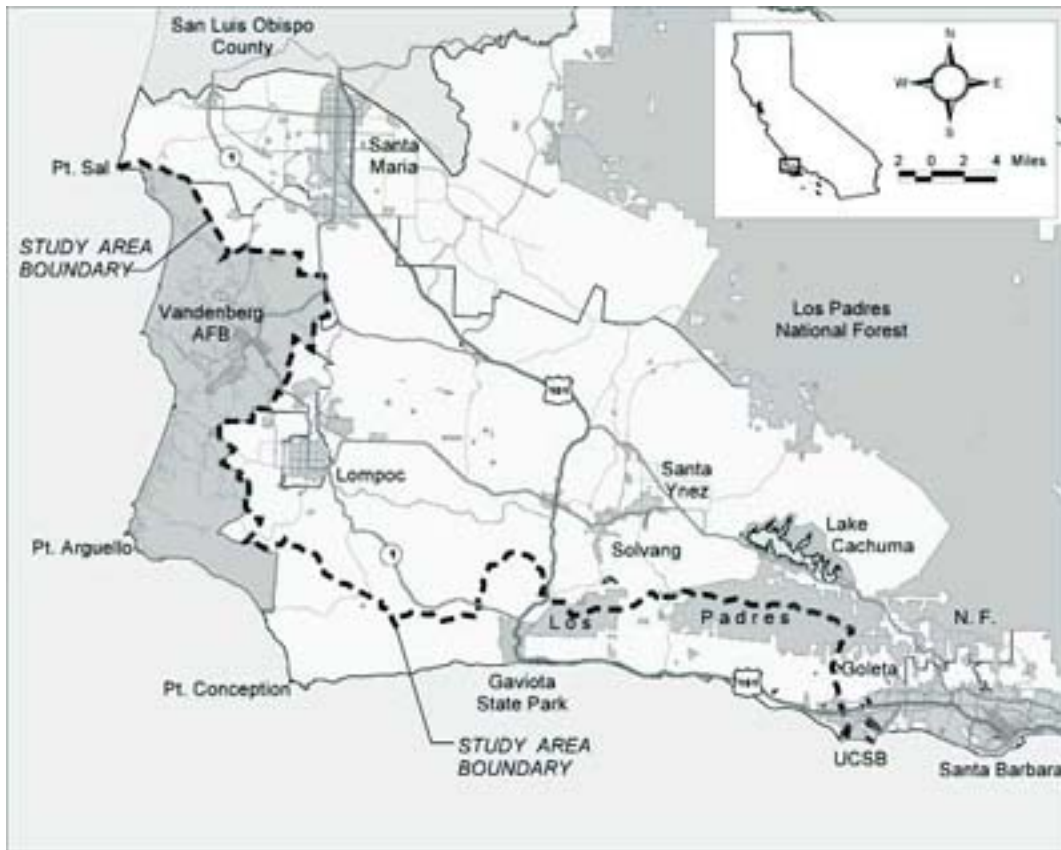 San Luis Obispo
County
N
W
E
S
2 0 2 4 Miles
1
Santa
Maria
Pt. Sal
STUDY AREA
BOUNDARY
Vandenberg
AFB
Los Padres
National Forest
101
Lompoc
Santa
Ynez
Lake
Cachuma
Solvang
Pt. Arguello
1
Los Padres N. F.
Goleta
Pt. Conception
Gaviota
State Park
101
STUDY AREA
BOUNDARY
UCSB
Santa Barbara